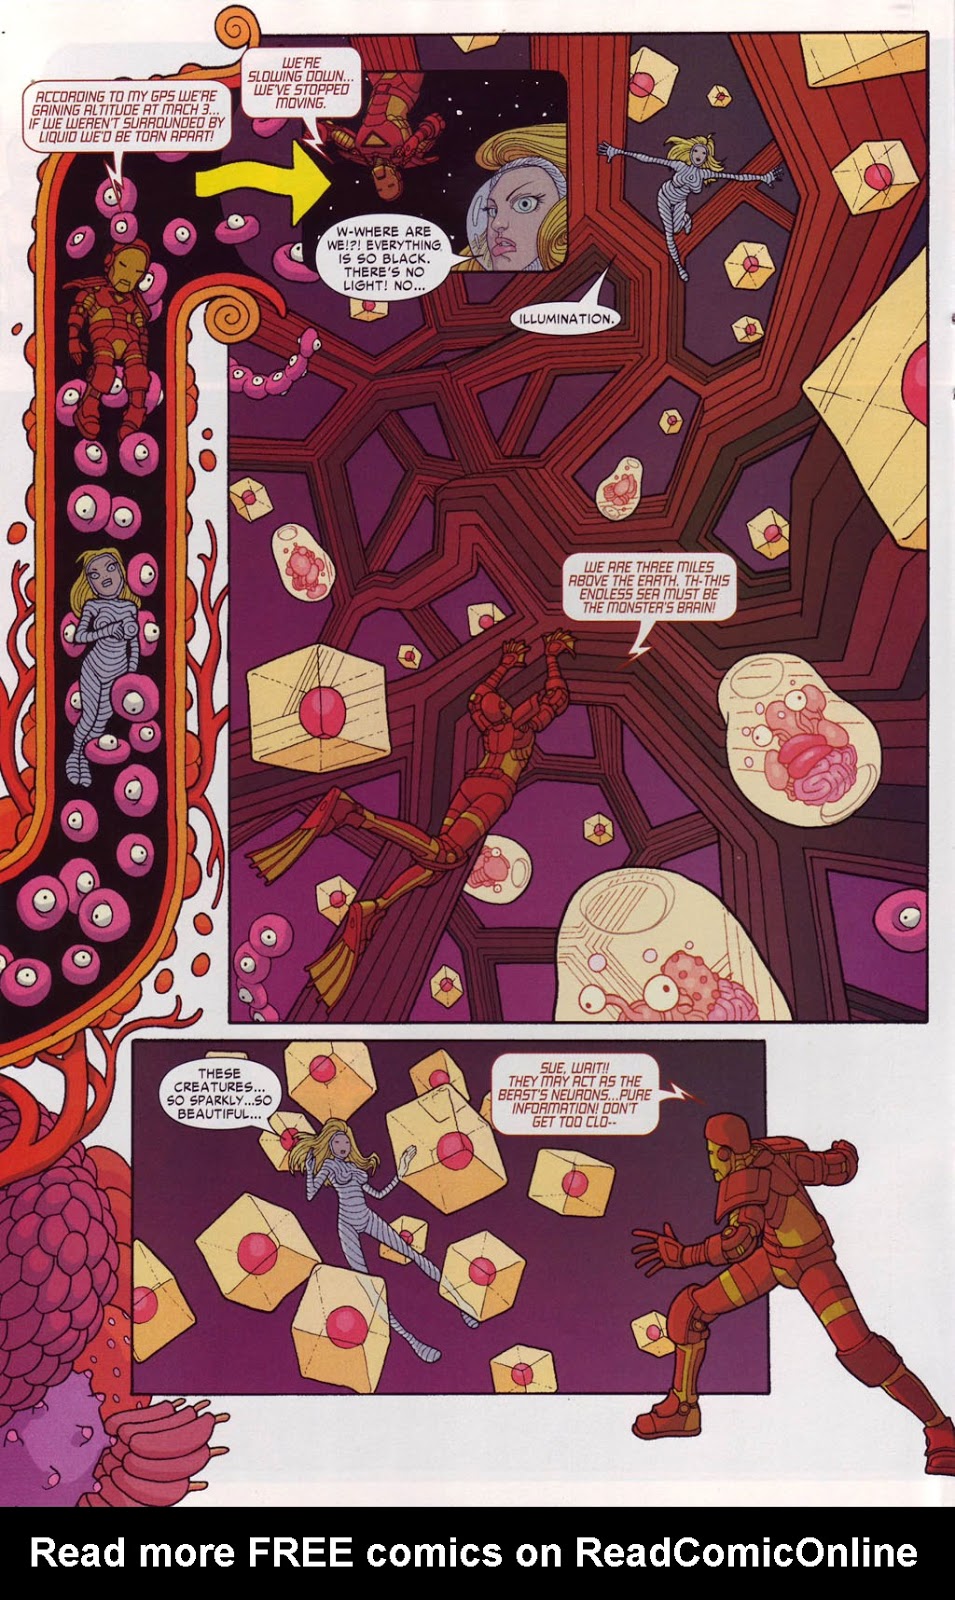 ACCORDING TO MY GPS WE'RE
GAINING ALTITUDE AT MACH 3...
IF WE WEREN'T SURROUNDED BY
LIQUID WE'D BE TORN APART!
WE'RE
SLOWING DOWN...
WE'VE STOPPED
MOVING.
W-WHERE ARE
WE!?! EVERYTHING
IS SO BLACK.
THERE'S NO
LIGHT! NO...
ILLUMINATION.
WE ARE THREE MILES
ABOVE THE EARTH. TH-THIS
ENDLESS SEA MUST BE
THE MONSTER'S BRAIN!
THESE
CREATURES...
SO SPARKLY...SO
BEAUTIFUL...
SUE, WAIT!!
THEY MAY ACT AS THE
BEAST'S NEURONS...PURE
INFORMATION! DON'T
GET TOO CLO--
Read more FREE comics on ReadComicOnline